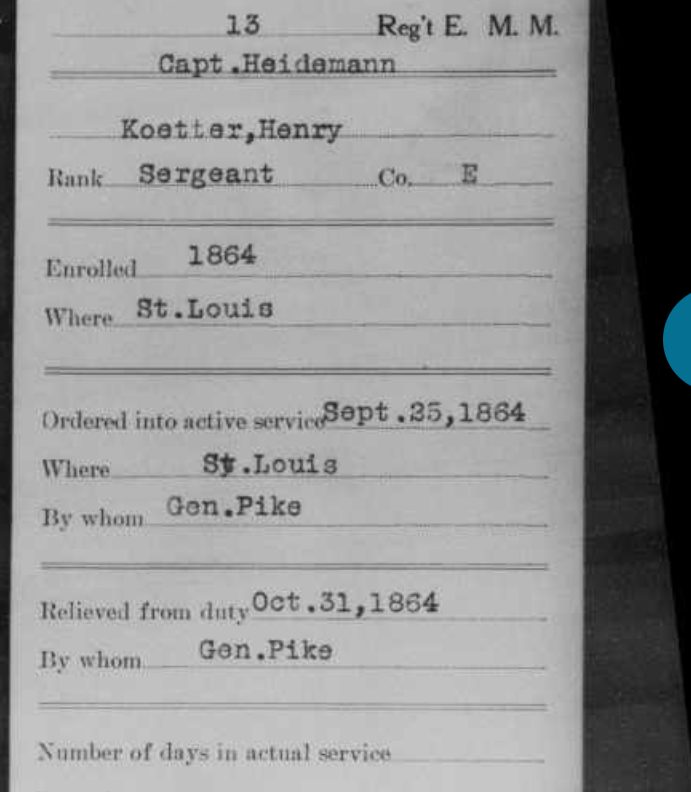 13 Reg't E. M. M.
Capt.Heidemann
Koetter,Henry
Rank Sergeant Co. E
Enrolled 1864
Where St.Louis
Ordered into active service Sept.25,1864
Where St.Louis
By whom Gen.Pike
Relieved from duty Oct.31,1864
By whom Gen.Pike
Number of days in actual service